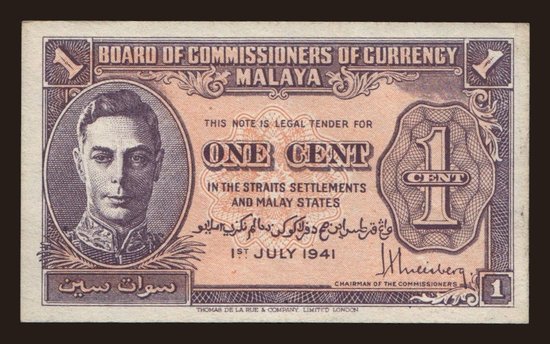 1 BOARD OF COMMISSIONERS OF CURRENCY 1
MALAYA
THIS NOTE IS LEGAL TENDER FOR
ONE CENT
IN THE STRAITS SETTLEMENTS
AND MALAY STATES
1ST JULY 1941
1
CENT
CHAIRMAN OF THE COMMISSIONERS
سوات سين
1
THOMAS DE LA RUE & COMPANY, LIMITED LONDON